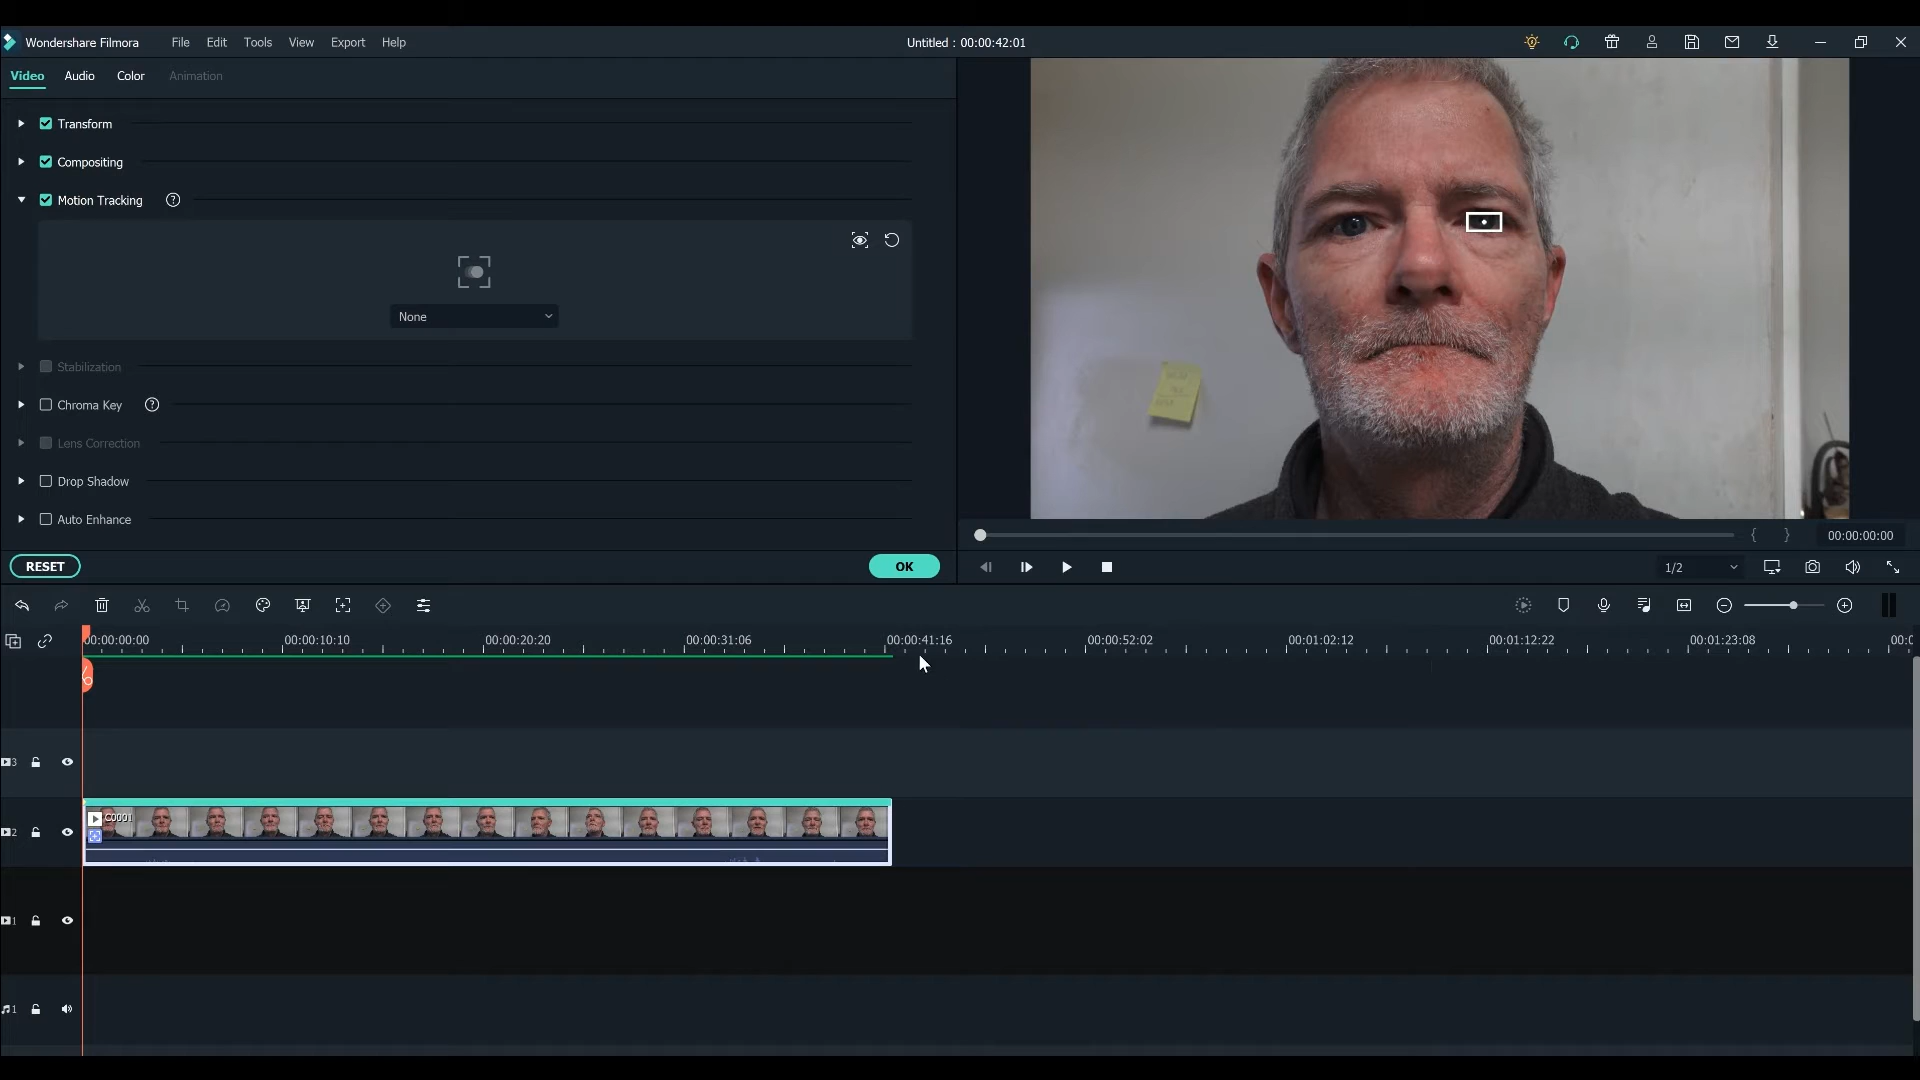 Wondershare Filmora File Edit Tools View Export Help Untitled : 00:00:42:01
Video Audio Color Animation
Transform
Compositing
Motion Tracking ?
None
Stabilization
Chroma Key ?
Lens Correction
Drop Shadow
Auto Enhance
RESET OK
{ } 00:00:00:00
1/2
00:00:00:00 00:00:10:10 00:00:20:20 00:00:31:06 00:00:41:16 00:00:52:02 00:01:02:12 00:01:12:22 00:01:23:08
3
C0001
2
1
1